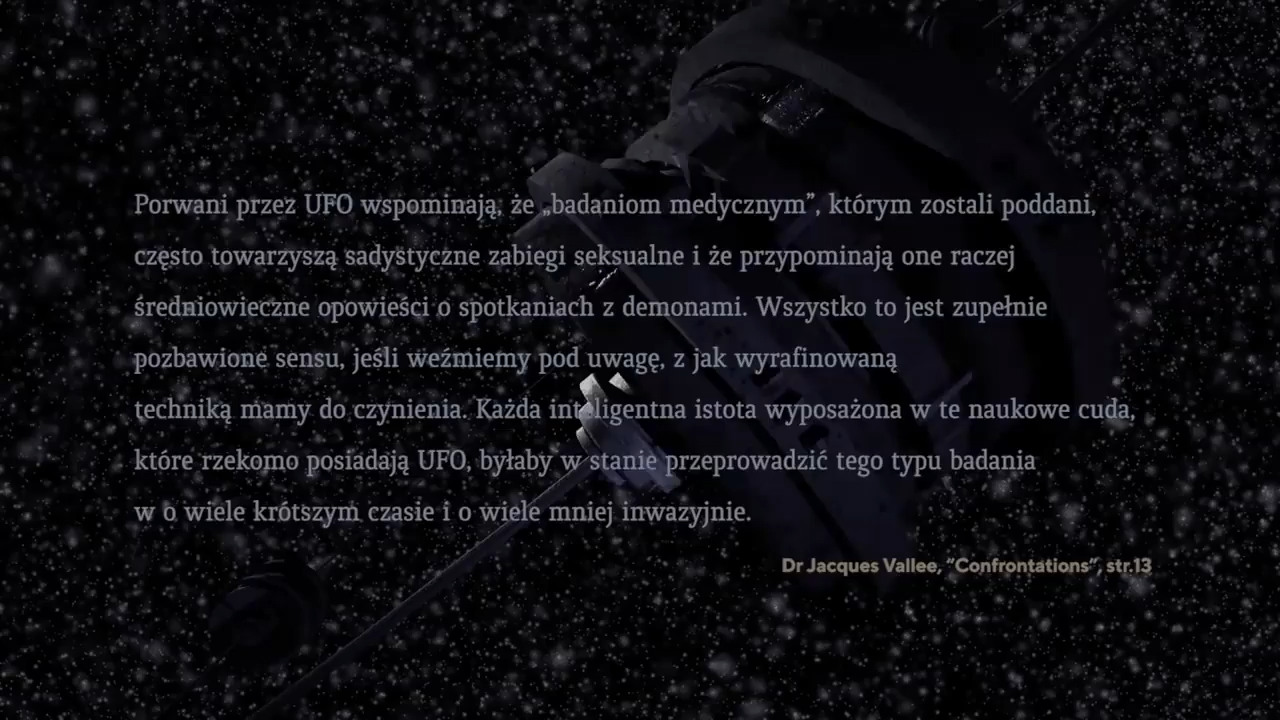 Porwani przez UFO wspominają, że „badaniom medycznym”, którym zostali poddani,
często towarzyszą sadystyczne zabiegi seksualne i że przypominają one raczej
średniowieczne opowieści o spotkaniach z demonami. Wszystko to jest zupełnie
pozbawione sensu, jeśli weźmiemy pod uwagę, z jak wyrafinowaną
techniką mamy do czynienia. Każda inteligentna istota wyposażona w te naukowe cuda,
które rzekomo posiadają UFO, byłaby w stanie przeprowadzić tego typu badania
w o wiele krótszym czasie i o wiele mniej inwazyjnie.
Dr Jacques Vallee, “Confrontations”, str.13